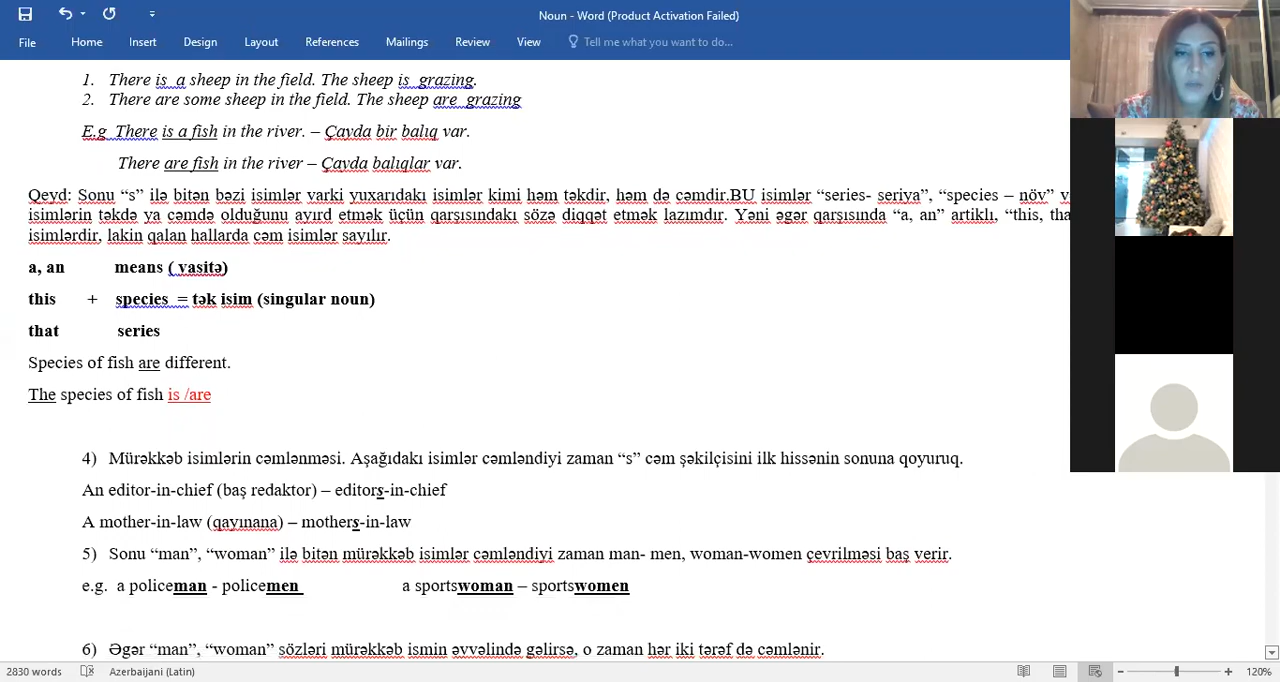 Noun - Word (Product Activation Failed)
File Home Insert Design Layout References Mailings Review View Tell me what you want to do...
1. There is a sheep in the field. The sheep is grazing.
2. There are some sheep in the field. The sheep are grazing
E.g There is a fish in the river. – Çayda bir balıq var.
There are fish in the river – Çayda balıqlar var.
Qeyd: Sonu “s” ilə bitən bəzi isimlər varki yuxarıdakı isimlər kimi həm təkdir, həm də cəmdir.BU isimlər “series- seriya”, “species – növ” v
isimlərin təkdə ya cəmdə olduğunu ayırd etmək üçün qarşısındakı sözə diqqət etmək lazımdır. Yəni əgər qarşısında “a, an” artiklı, “this, tha
isimlərdir, lakin qalan hallarda cəm isimlər sayılır.
a, an means ( vasitə)
this + species = tək isim (singular noun)
that series
Species of fish are different.
The species of fish is /are
4) Mürəkkəb isimlərin cəmlənməsi. Aşağıdakı isimlər cəmləndiyi zaman “s” cəm şəkilçisini ilk hissənin sonuna qoyuruq.
An editor-in-chief (baş redaktor) – editors-in-chief
A mother-in-law (qayınana) – mothers-in-law
5) Sonu “man”, “woman” ilə bitən mürəkkəb isimlər cəmləndiyi zaman man- men, woman-women çevrilməsi baş verir.
e.g. a policeman - policemen a sportswoman – sportswomen
6) Əgər “man”, “woman” sözləri mürəkkəb ismin əvvəlində gəlirsə, o zaman hər iki tərəf də cəmlənir.
2830 words Azerbaijani (Latin) 120%